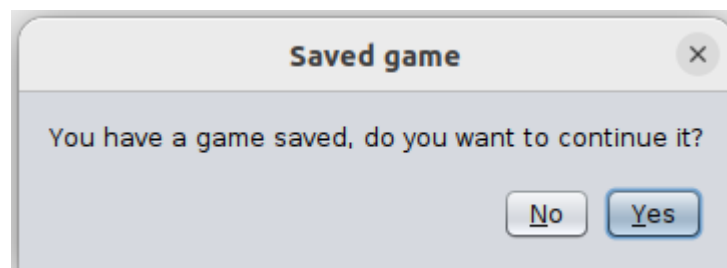 Saved game
You have a game saved, do you want to continue it?
No Yes